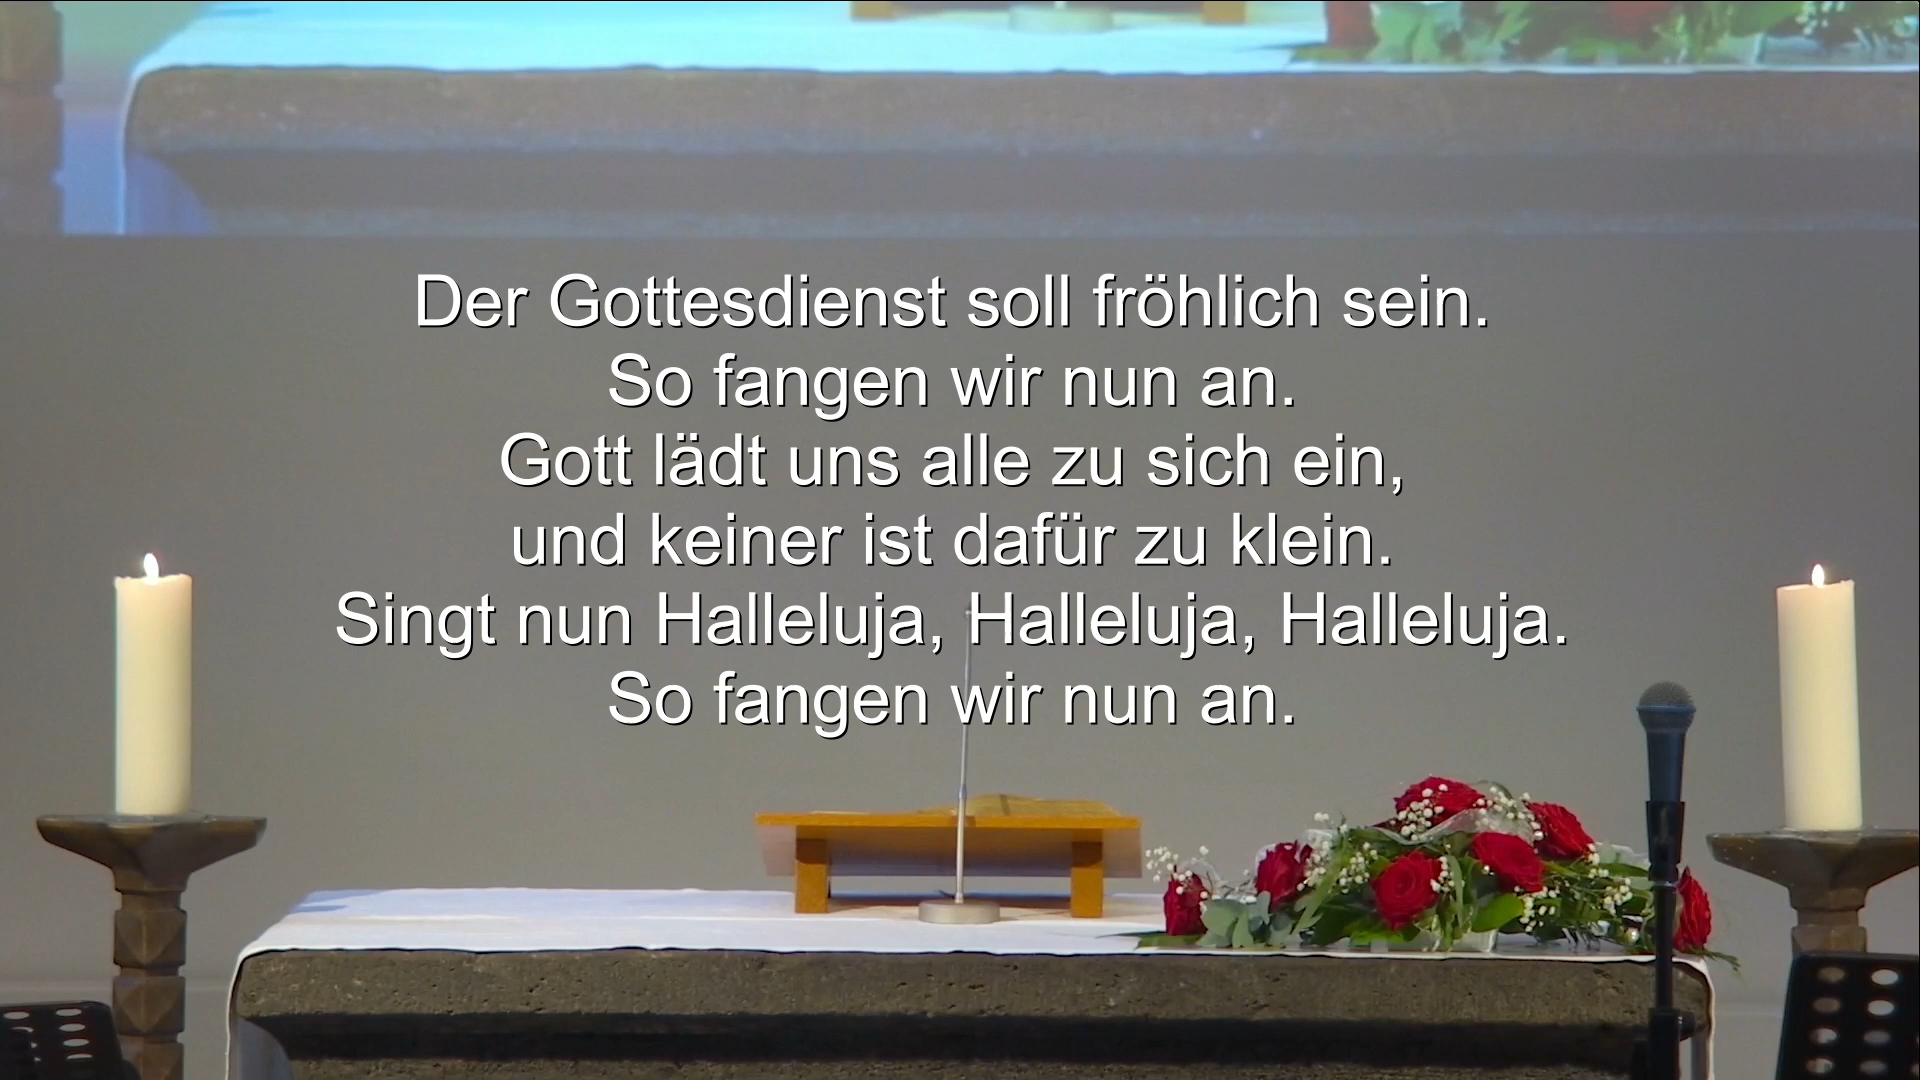 Der Gottesdienst soll fröhlich sein.
So fangen wir nun an.
Gott lädt uns alle zu sich ein,
und keiner ist dafür zu klein.
Singt nun Halleluja, Halleluja, Halleluja.
So fangen wir nun an.